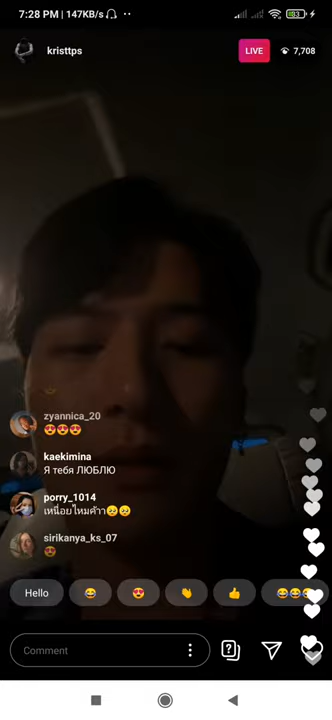 7:28 PM | 147KB/s
83
kristtps
LIVE
7,708
zyannica_20
😍😍😍
kaekimina
Я тебя ЛЮБЛЮ
porry_1014
เหนื่อยไหมค้าา🥺🥺
sirikanya_ks_07
😍
Hello 😂 😍 👋 👍 😂😂😂
Comment